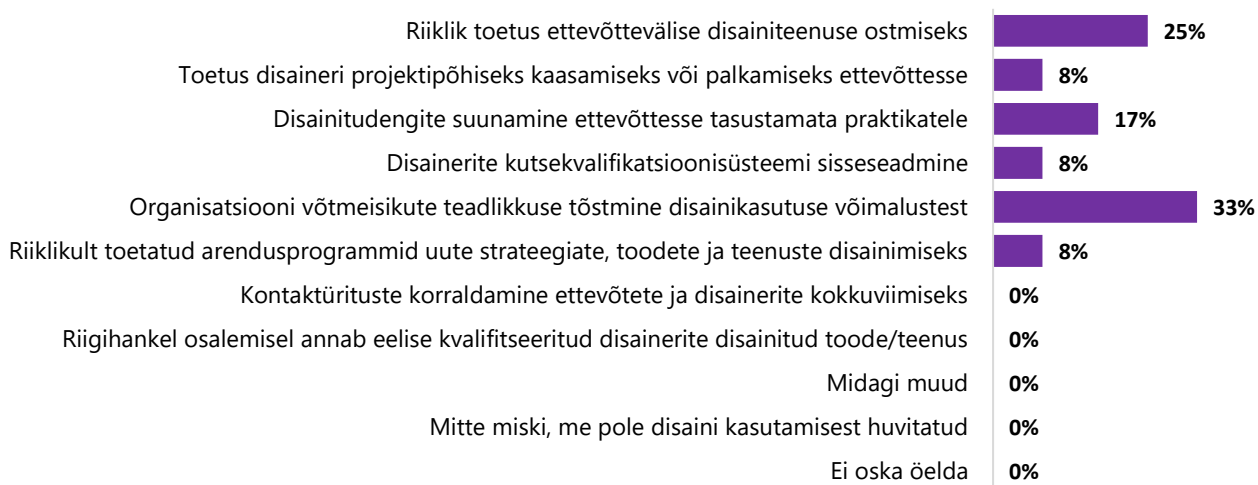 Riiklik toetus ettevõttevälise disainiteenuse ostmiseks 25%
Toetus disaineri projektipõhiseks kaasamiseks või palkamiseks ettevõttesse 8%
Disainitudengite suunamine ettevõttesse tasustamata praktikatele 17%
Disainerite kutsekvalifikatsioonisüsteemi sisseseadmine 8%
Organisatsiooni võtmeisikute teadlikkuse tõstmine disainikasutuse võimalustest 33%
Riiklikult toetatud arendusprogrammid uute strateegiate, toodete ja teenuste disainimiseks 8%
Kontaktürituste korraldamine ettevõtete ja disainerite kokkuviimiseks 0%
Riigihankel osalemisel annab eelise kvalifitseeritud disainerite disainitud toode/teenus 0%
Midagi muud 0%
Mitte miski, me pole disaini kasutamisest huvitatud 0%
Ei oska öelda 0%